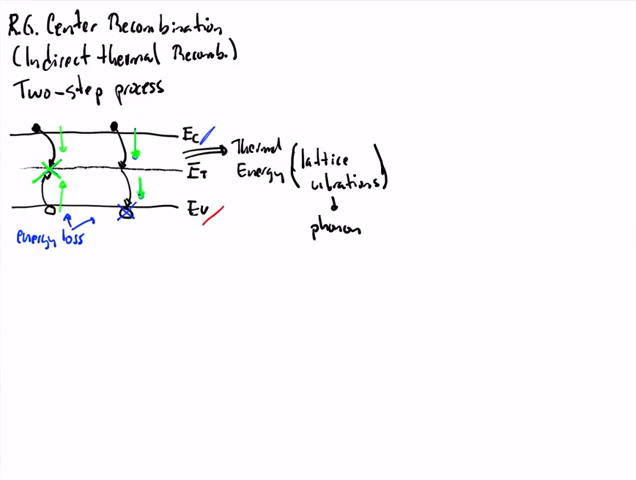 R.G. Center Recombination
(Indirect thermal Recomb.)
Two-step process
Ec
ET
Ev
energy loss
Thermal
Energy
(lattice
vibrations)
phonon